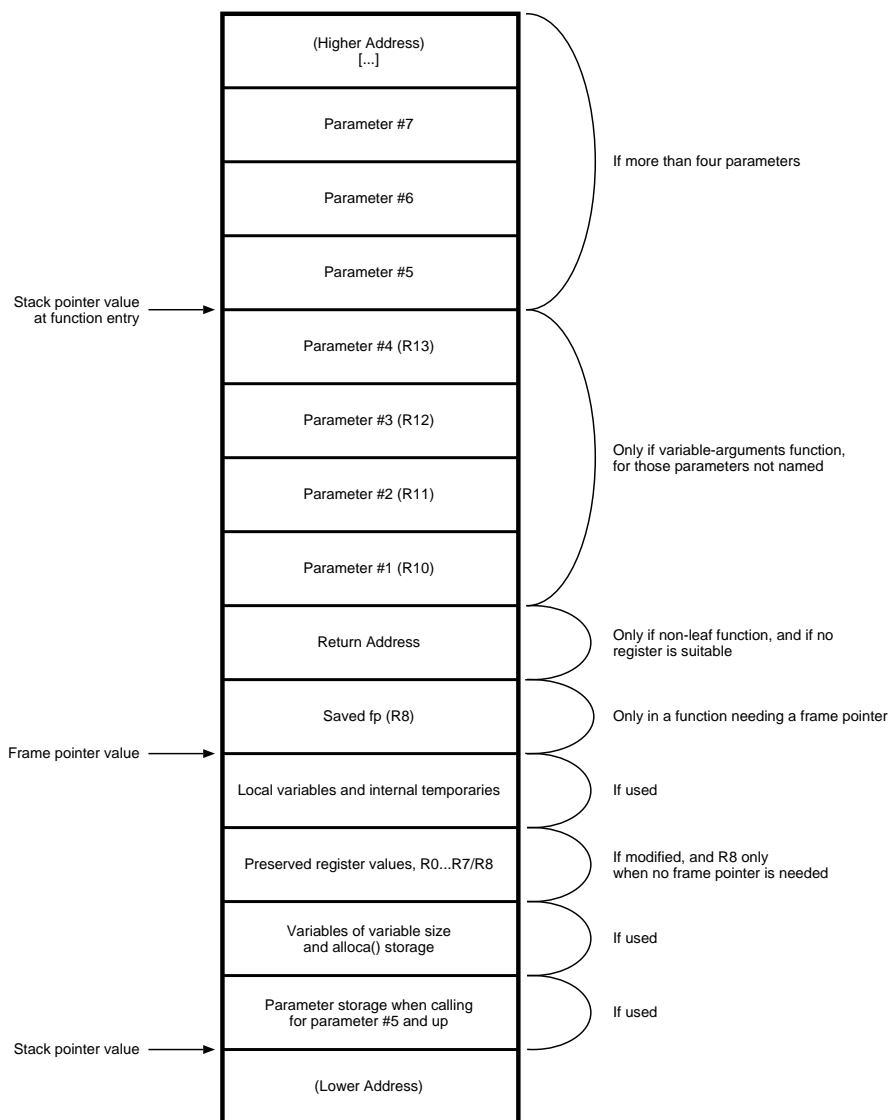 (Higher Address)
[...]
Parameter #7
If more than four parameters
Parameter #6
Parameter #5
Stack pointer value
at function entry
Parameter #4 (R13)
Parameter #3 (R12)
Only if variable-arguments function,
for those parameters not named
Parameter #2 (R11)
Parameter #1 (R10)
Return Address
Only if non-leaf function, and if no
register is suitable
Saved fp (R8)
Only in a function needing a frame pointer
Frame pointer value
Local variables and internal temporaries
If used
Preserved register values, R0...R7/R8
If modified, and R8 only
when no frame pointer is needed
Variables of variable size
and alloca() storage
If used
Parameter storage when calling
for parameter #5 and up
If used
Stack pointer value
(Lower Address)